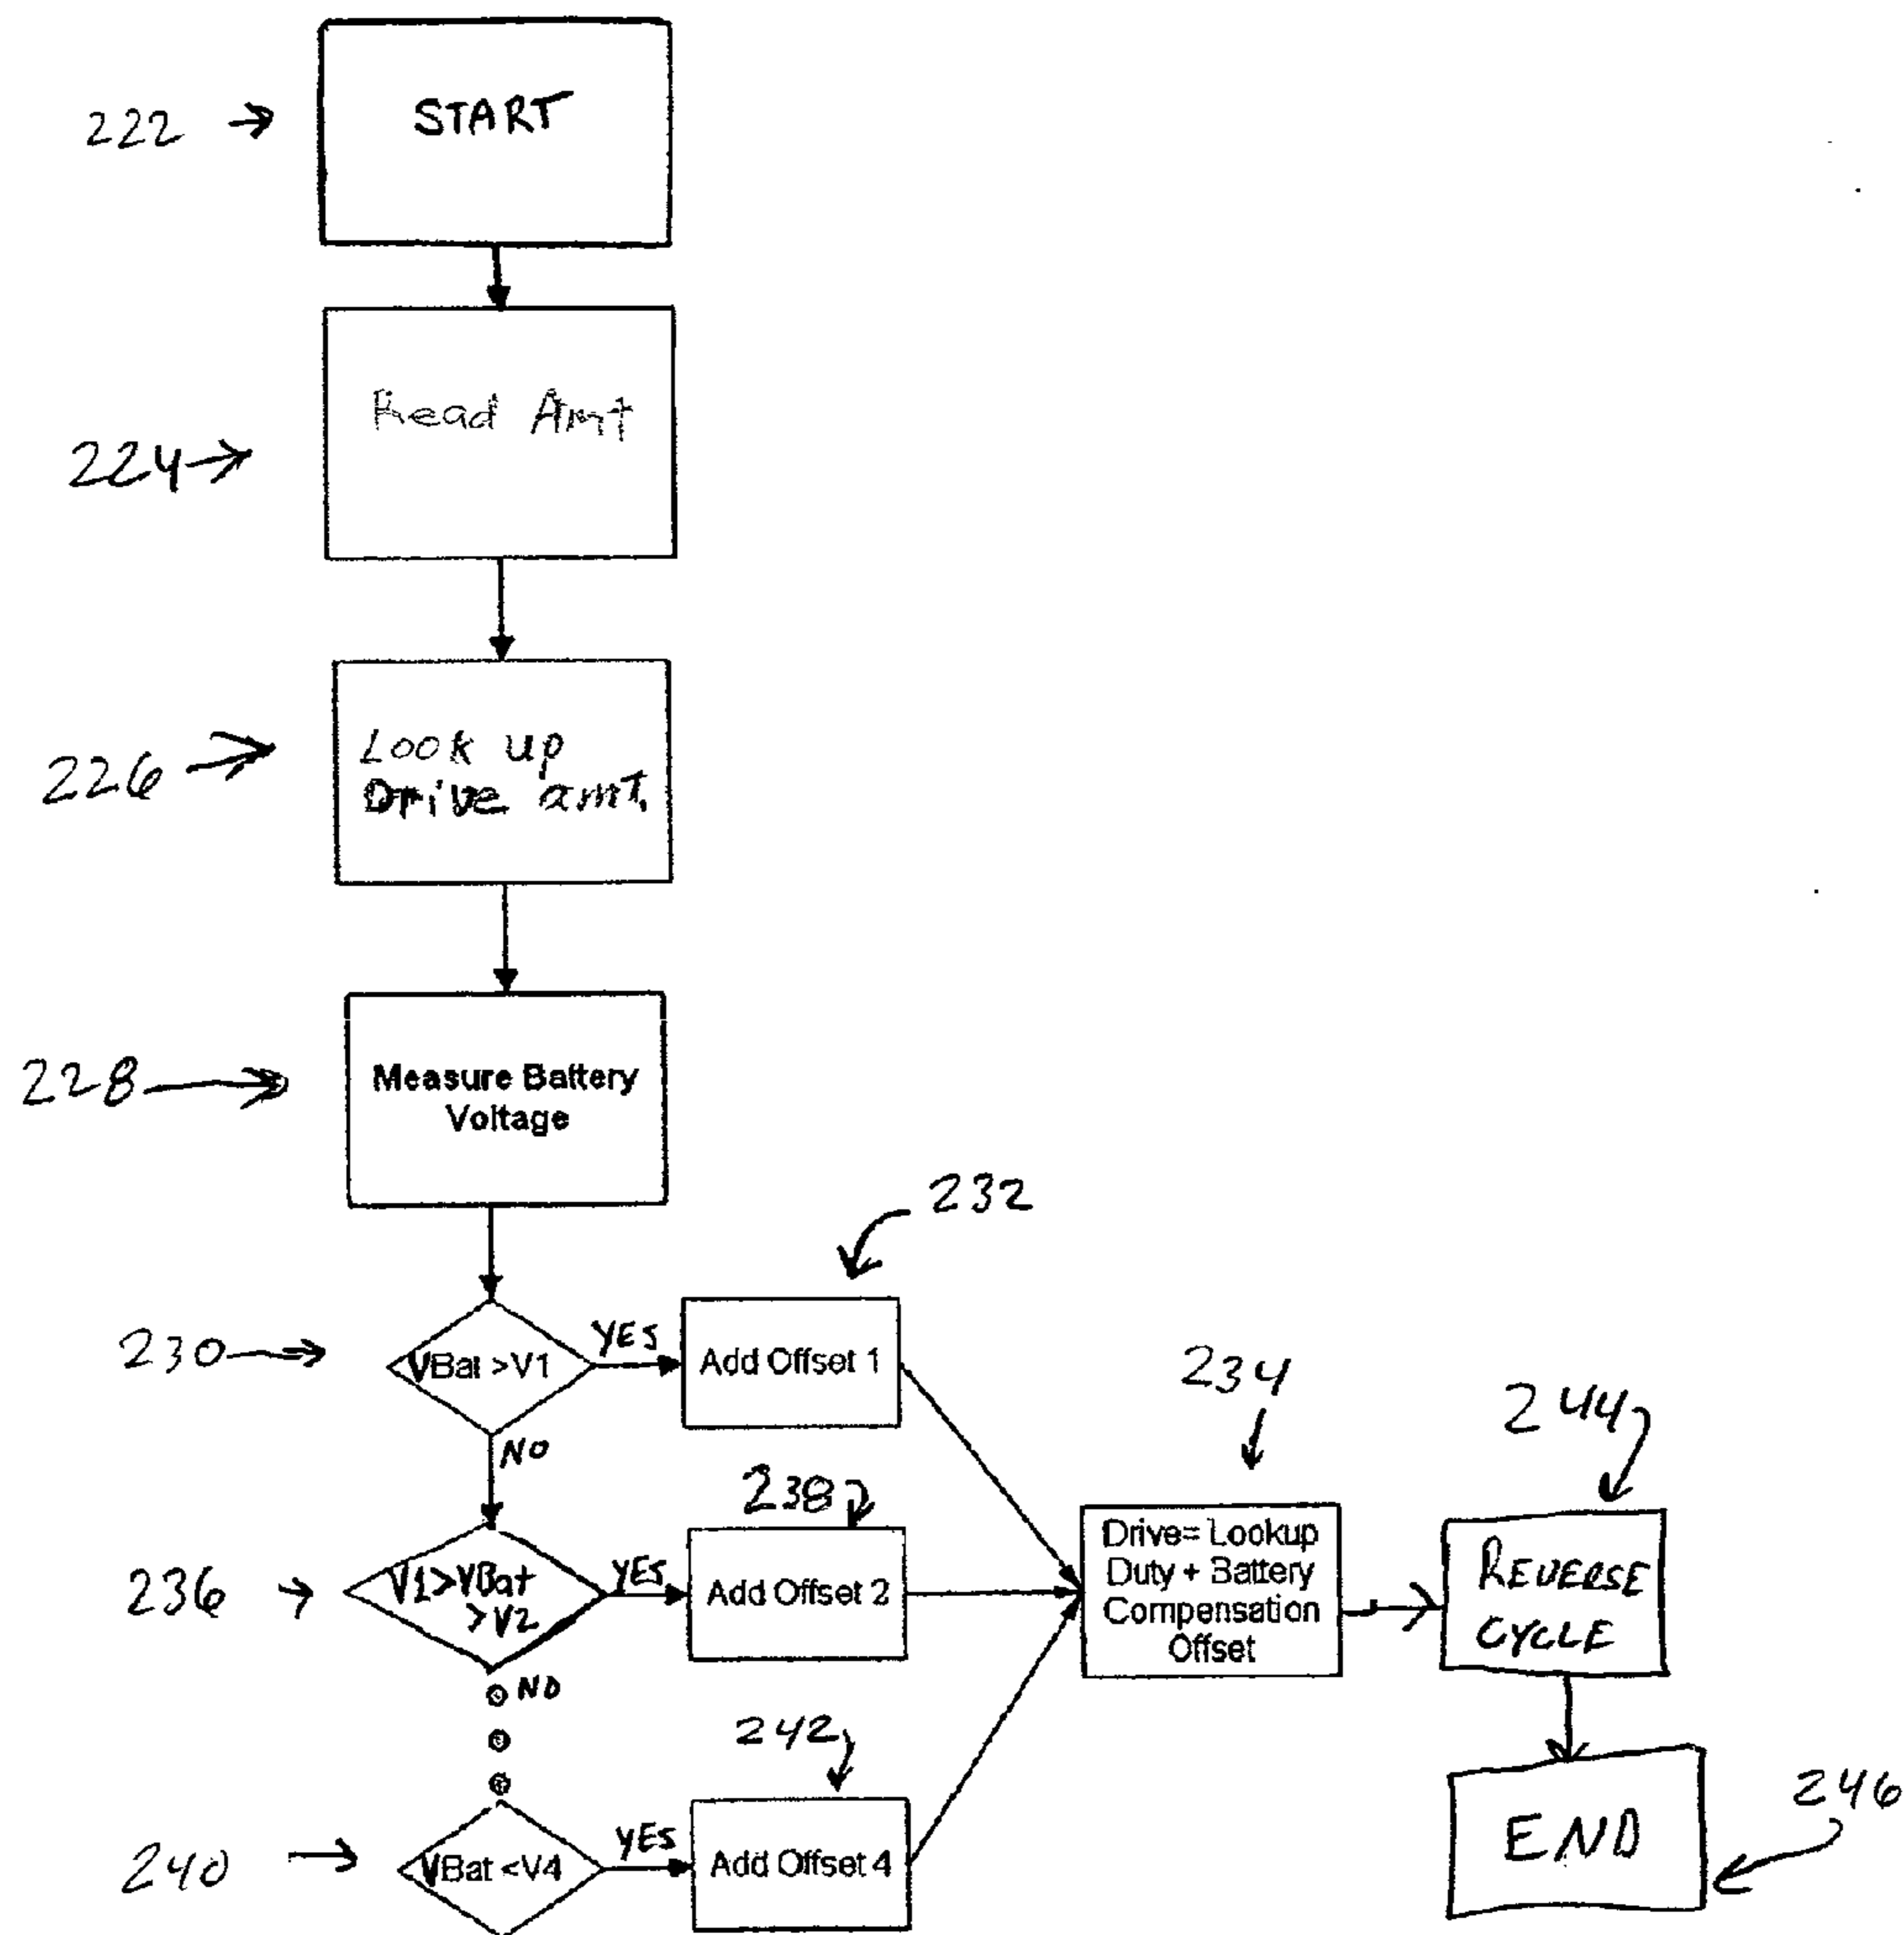 222
START
224
Read Amt
226
Look up
Drive amt.
228
Measure Battery
Voltage
232
230
VBat >V1
YES
Add Offset 1
NO
234
244
236
V1>VBat
>V2
YES
238
Add Offset 2
Drive= Lookup
Duty + Battery
Compensation
Offset
REVERSE
CYCLE
NO
240
VBat <V4
YES
242
Add Offset 4
END
246